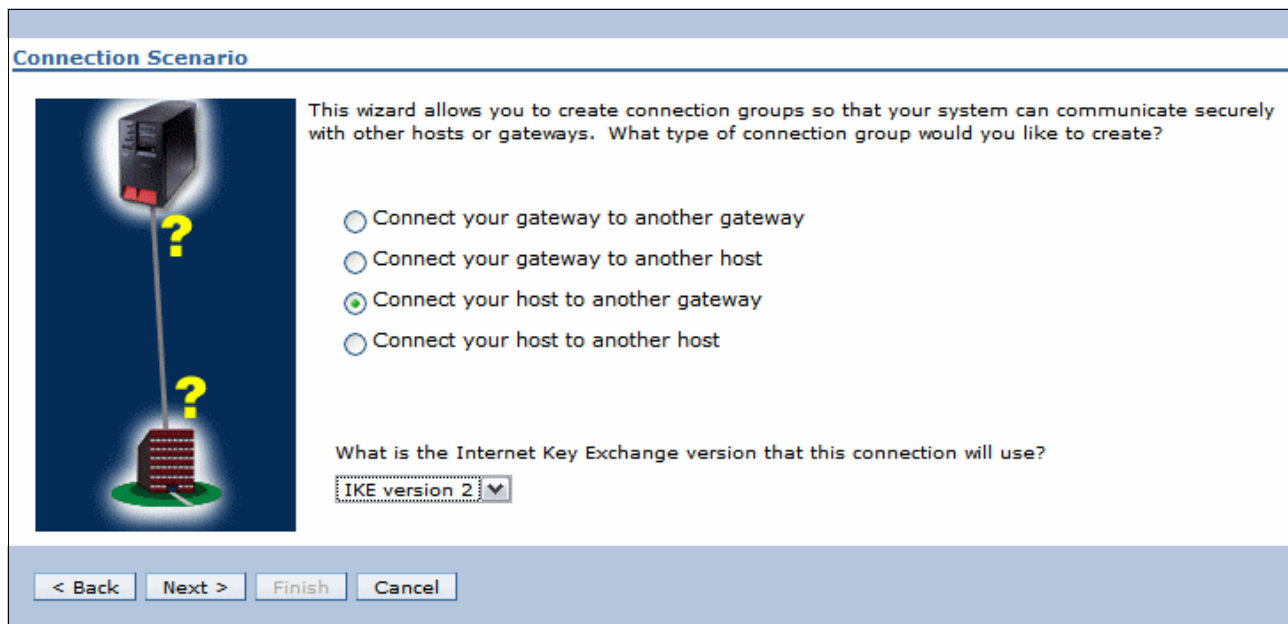 Connection Scenario
This wizard allows you to create connection groups so that your system can communicate securely
with other hosts or gateways. What type of connection group would you like to create?
?
Connect your gateway to another gateway
Connect your gateway to another host
Connect your host to another gateway
Connect your host to another host
?
What is the Internet Key Exchange version that this connection will use?
IKE version 2
< Back Next > Finish Cancel